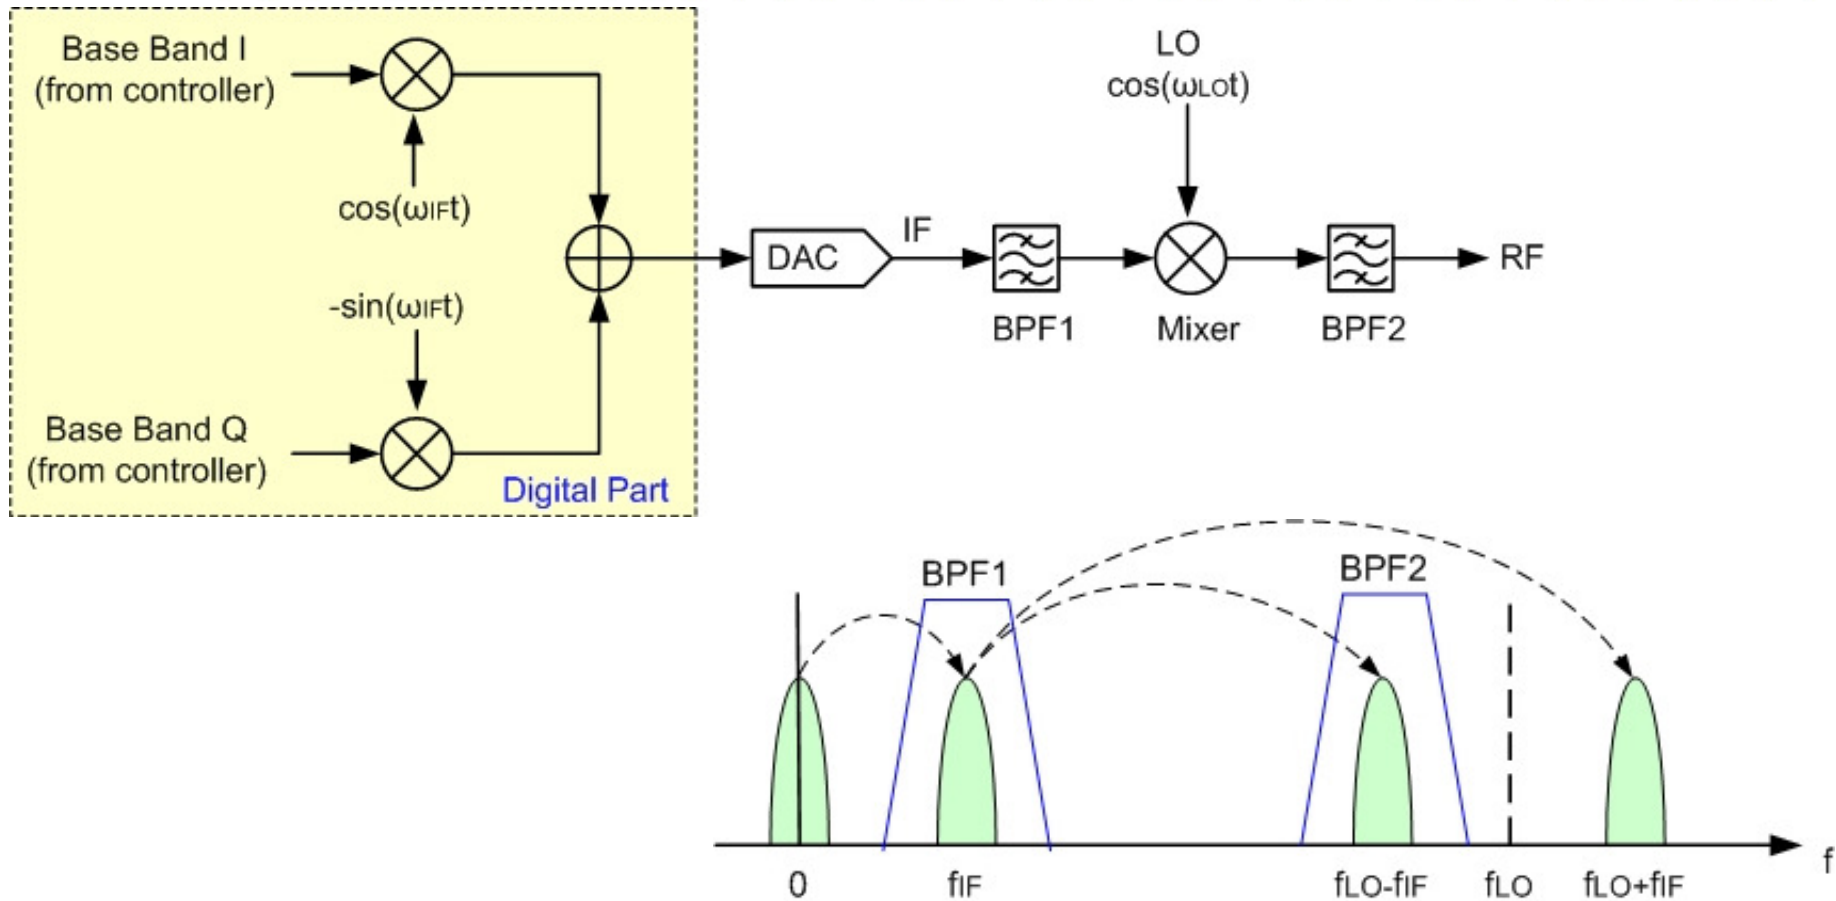 Base Band I
(from controller)
cos(ωIFt)
-sin(ωIFt)
Base Band Q
(from controller)
Digital Part
DAC
IF
BPF1
LO
cos(ωLOt)
Mixer
BPF2
RF
BPF1
BPF2
0
fIF
fLO-fIF
fLO
fLO+fIF
f